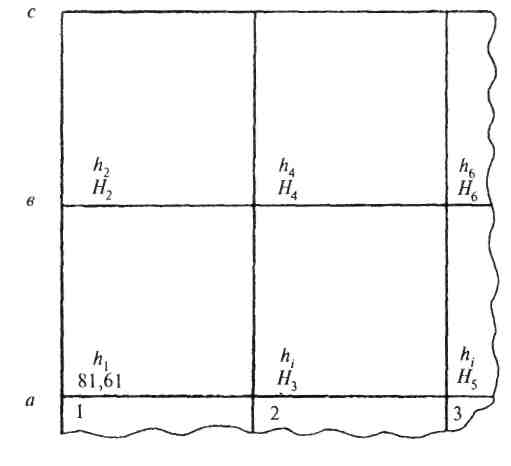 с
h₂ h₄ h₆
H₂ H₄ H₆
в
h₁ hᵢ hᵢ
81,61 H₃ H₅
а
1 2 3